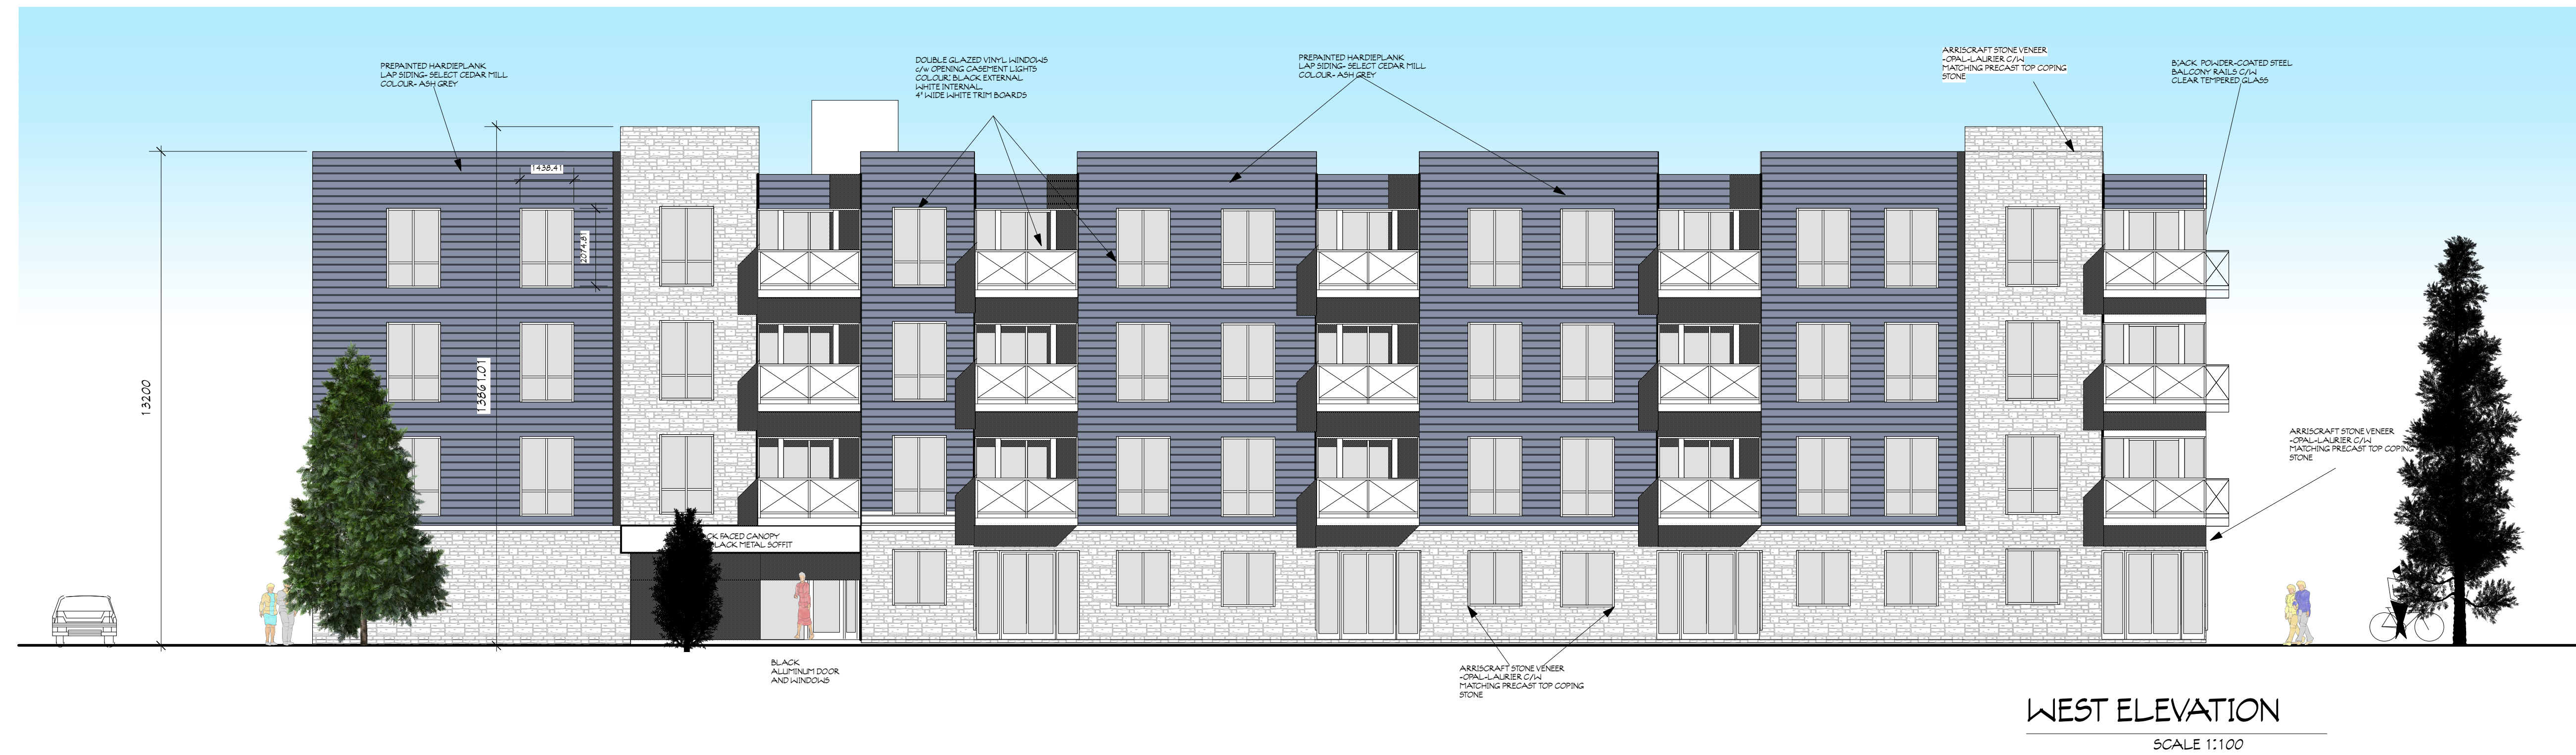 PREPAINTED HARDIEPLANK
LAP SIDING- SELECT CEDAR MILL
COLOUR- ASH GREY
DOUBLE GLAZED VINYL WINDOWS
c/w OPENING CASEMENT LIGHTS
COLOUR: BLACK EXTERNAL
WHITE INTERNAL.
4" WIDE WHITE TRIM BOARDS
PREPAINTED HARDIEPLANK
LAP SIDING- SELECT CEDAR MILL
COLOUR- ASH GREY
ARRISCRAFT STONE VENEER
-OPAL-LAURIER C/W
MATCHING PRECAST TOP COPING
STONE
BLACK POWDER-COATED STEEL
BALCONY RAILS C/W
CLEAR TEMPERED GLASS
1438.41
2074.81
13200
13861.01
ARRISCRAFT STONE VENEER
-OPAL-LAURIER C/W
MATCHING PRECAST TOP COPING
STONE
CK FACED CANOPY
LACK METAL SOFFIT
BLACK
ALUMINUM DOOR
AND WINDOWS
ARRISCRAFT STONE VENEER
-OPAL-LAURIER C/W
MATCHING PRECAST TOP COPING
STONE
WEST ELEVATION
SCALE 1:100